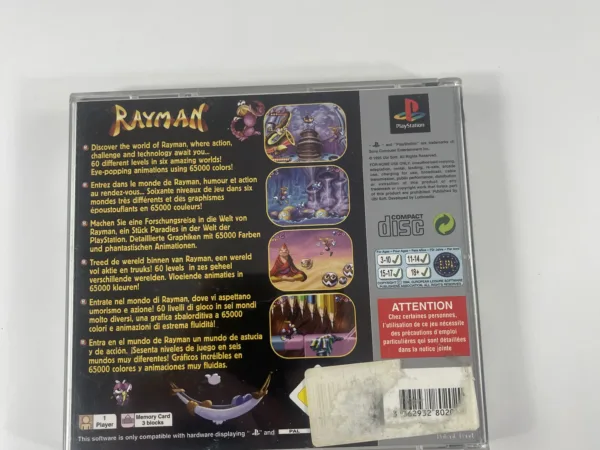 RAYMAN
Discover the world of Rayman, where action,
challenge and technology await you...
60 different levels in six amazing worlds!
Eye-popping animations using 65000 colors!
Entrez dans le monde de Rayman, humour et action
au rendez-vous... Soixante niveaux de jeu dans six
mondes très différents et des graphismes
époustouflants en 65000 couleurs!
Machen Sie eine Forschungsreise in die Welt von
Rayman, ein Stück Paradies in der Welt der
PlayStation. Detaillierte Graphiken mit 65000 Farben
und phantastischen Animationen.
Treed de wereld binnen van Rayman, een wereld
vol aktie en truuks! 60 levels in zes geheel
verschillende werelden. Vloeiende animaties in
65000 kleuren!
Entrate nel mondo di Rayman, dove vi aspettano
umorismo e azione! 60 livelli di gioco in sei mondi
molto diversi, una grafica sbalorditiva a 65000
colori e animazioni di estrema fluidità!
Entra en el mundo de Rayman un mundo de astucia
y de acción. ¡Sesenta niveles de juego en seis
mundos muy diferentes! Gráficos increíbles en
65000 colores y animaciones muy fluidas.
1
Player
Memory Card
3 blocks
This software is only compatible with hardware displaying "PS" and PAL
PlayStation
COMPACT
disc
3-10
11-14
15-17
18+
ATTENTION
Chez certaines personnes,
l'utilisation de ce jeu nécessite
des précautions d'emploi
particulières qui sont détaillées
dans la notice jointe
362932 802